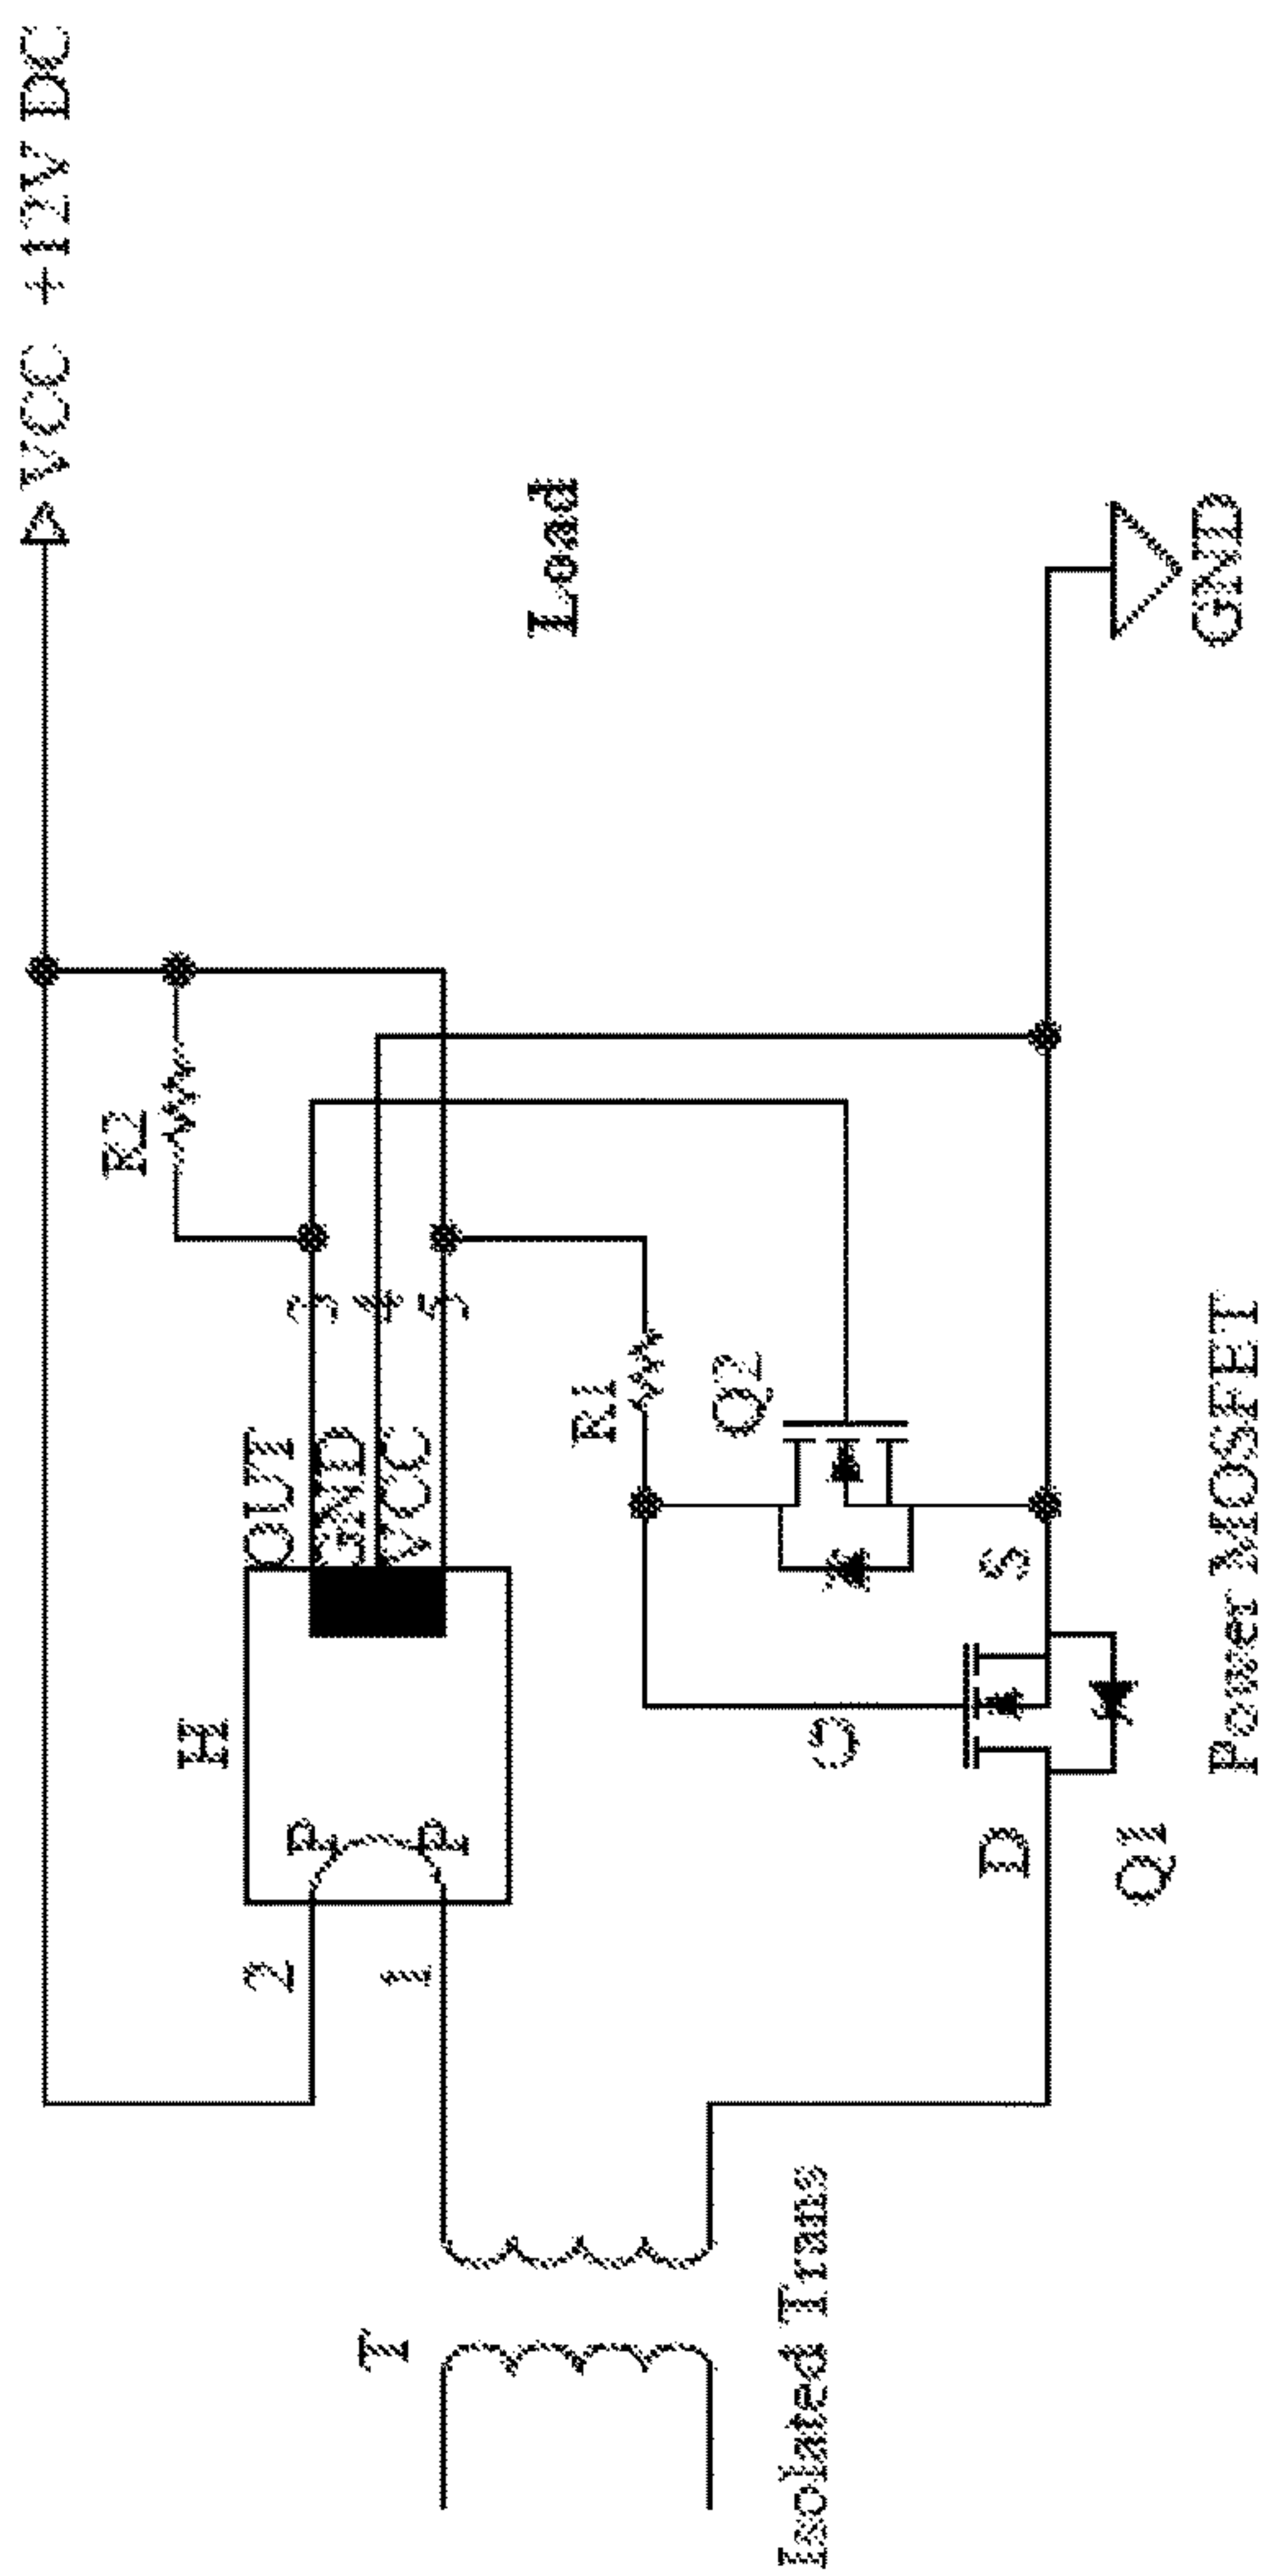 VCC +12V DC
R2
Load
H
OUT
GND
VCC
3
4
5
P
P
2
1
R1
Q2
T
G
D
S
GND
Q1
Isolated Trans
Power MOSFET